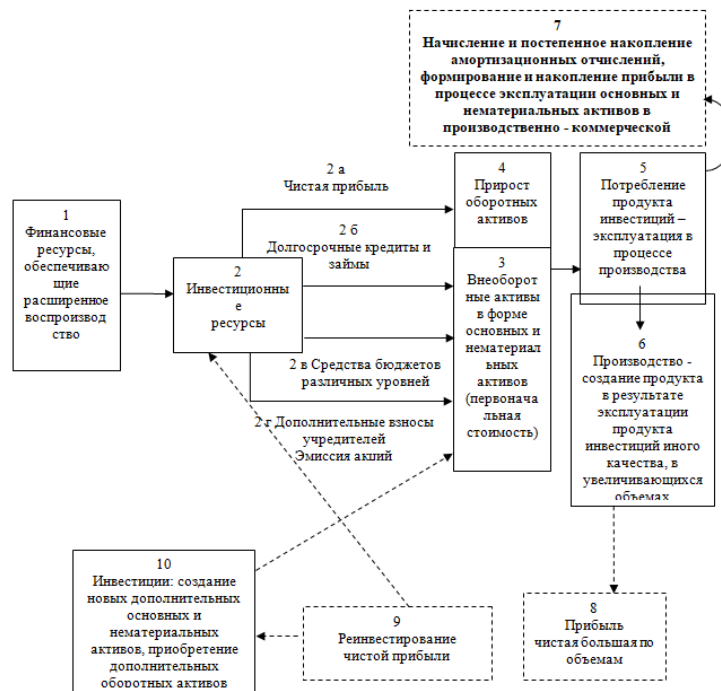 7
Начисление и постепенное накопление
амортизационных отчислений,
формирование и накопление прибыли в
процессе эксплуатации основных и
нематериальных активов в
производственно - коммерческой
2 а
Чистая прибыль
4
Прирост
оборотных
активов
5
Потребление
продукта
инвестиций –
эксплуатация в
процессе
производства
1
Финансовые
ресурсы,
обеспечиваю
щие
расширенное
воспроизвод
ство
2 б
Долгосрочные кредиты и
займы
2
Инвестиционны
е
ресурсы
3
Внеоборот
ные активы
в форме
основных и
нематериал
ьных
активов
(первонача
льная
стоимость)
6
Производство -
создание продукта
в результате
эксплуатации
продукта
инвестиций иного
качества, в
увеличивающихся
объемах
2 в Средства бюджетов
различных уровней
2 г Дополнительные взносы
учредителей
Эмиссия акций
10
Инвестиции: создание
новых дополнительных
основных и
нематериальных
активов, приобретение
дополнительных
оборотных активов
9
Реинвестирование
чистой прибыли
8
Прибыль
чистая большая по
объемам